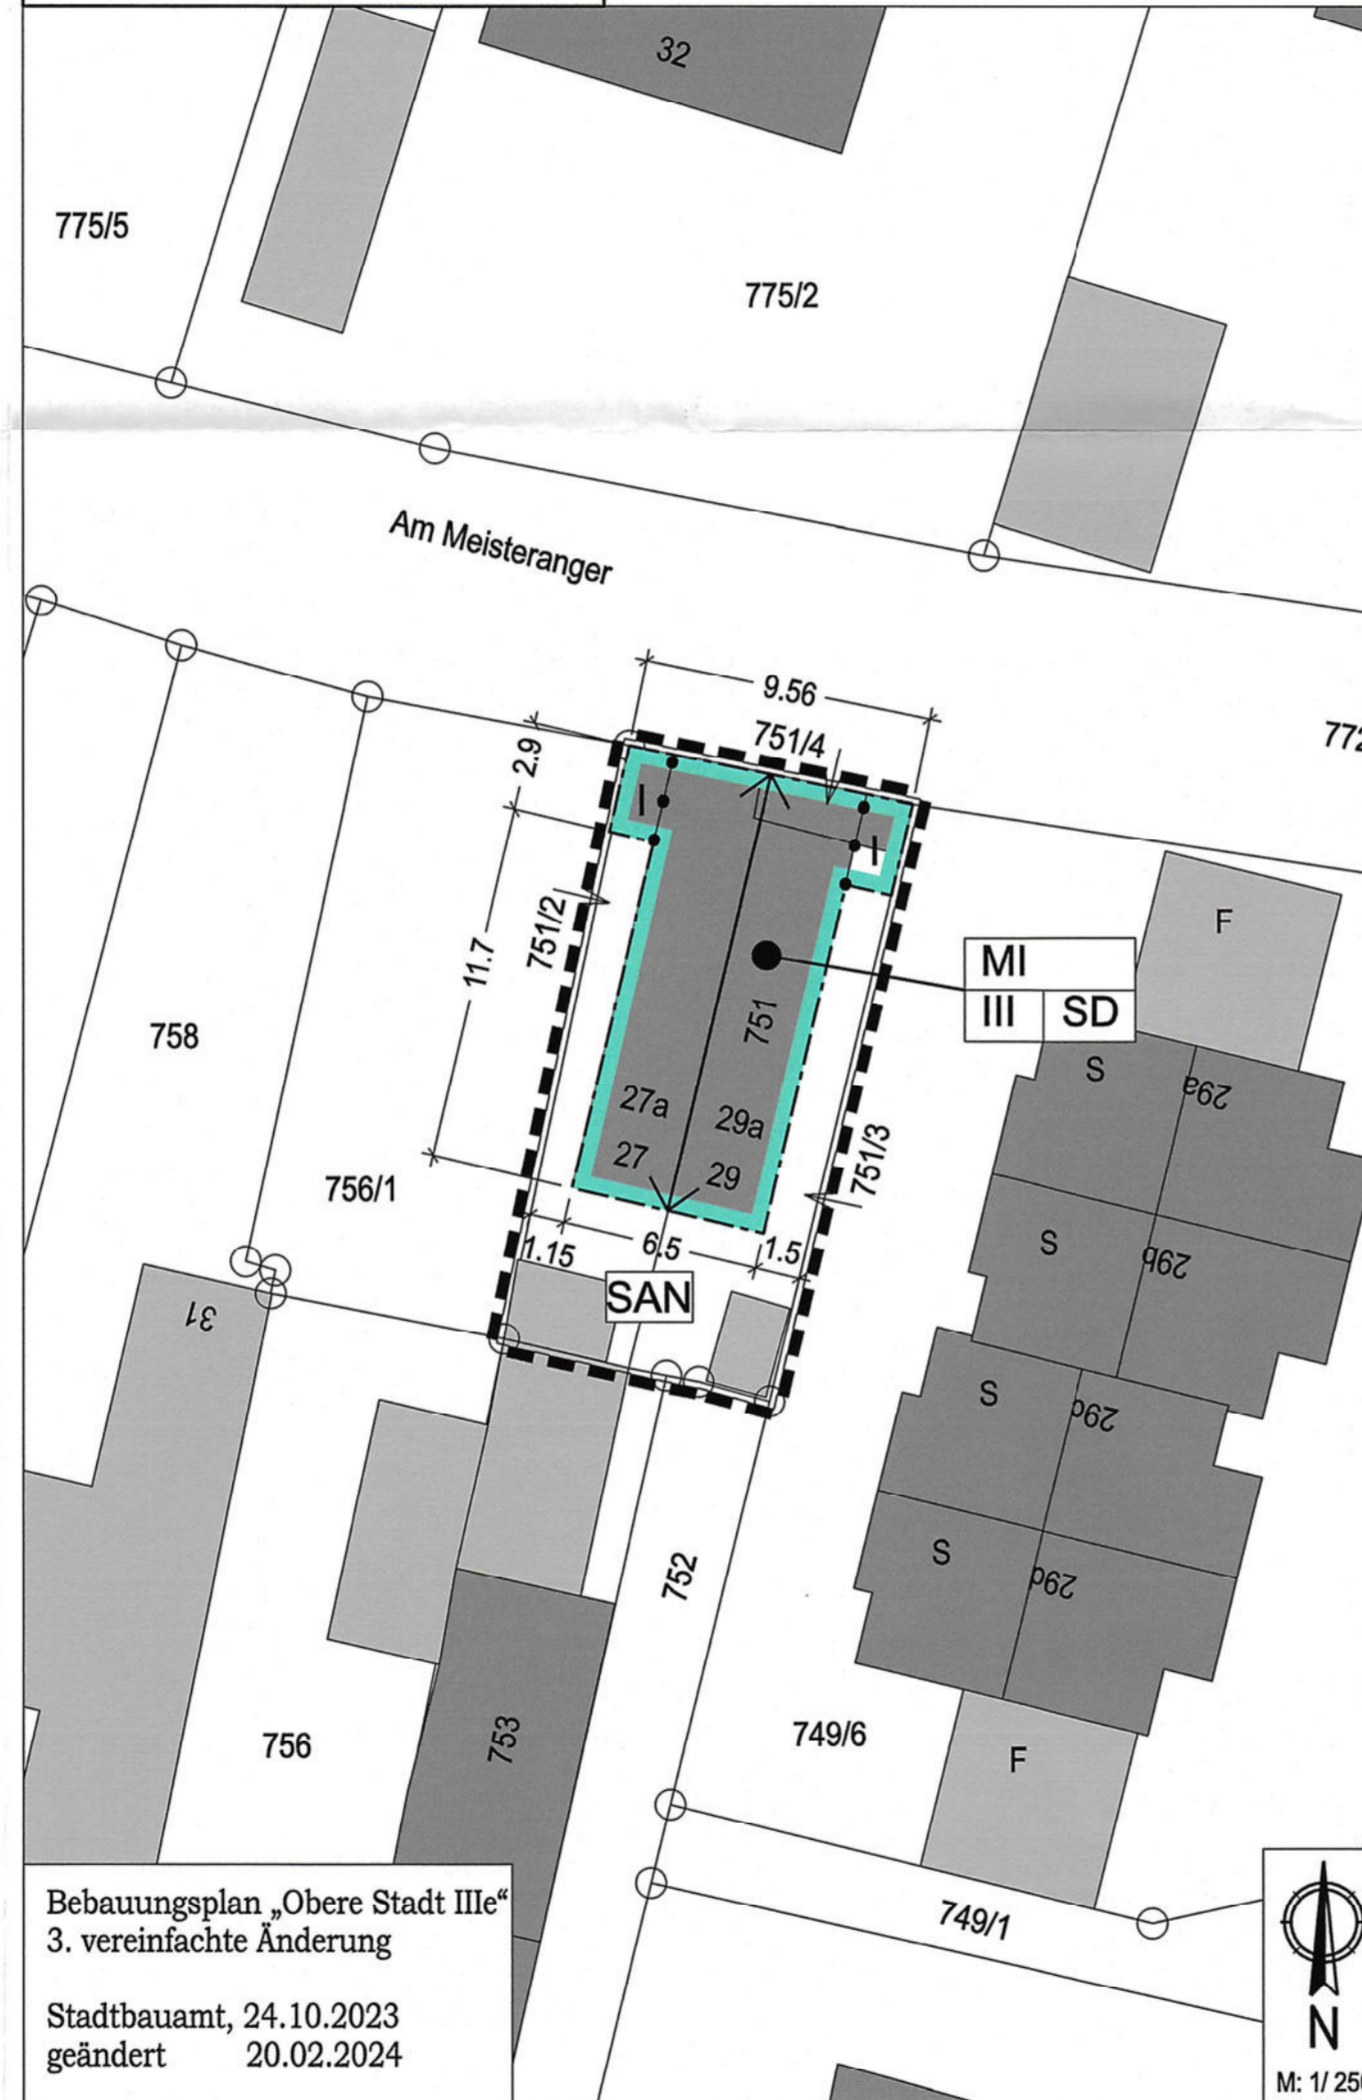 32
775/5
775/2
Am Meisteranger
9.56
751/4
772
2.9
I
I
11.7
751/2
F
MI
III SD
751
758
S
29a
27a
29a
751/3
27
29
756/1
S
29b
1.15
6.5
1.5
SAN
31
S
29c
S
29d
752
753
756
749/6
F
749/1
Bebauungsplan „Obere Stadt IIIe“
3. vereinfachte Änderung
Stadtbauamt, 24.10.2023
geändert 20.02.2024
N
M: 1/ 250